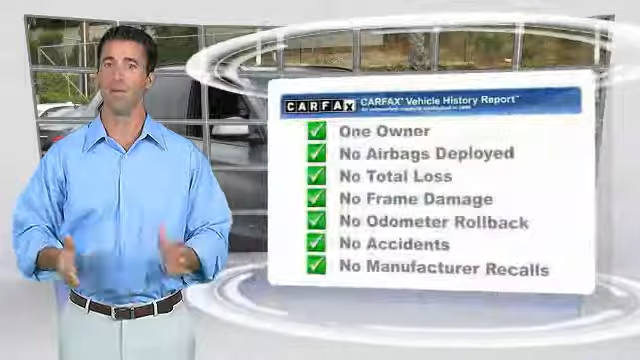 CARFAX CARFAX Vehicle History Report™
One Owner
No Airbags Deployed
No Total Loss
No Frame Damage
No Odometer Rollback
No Accidents
No Manufacturer Recalls